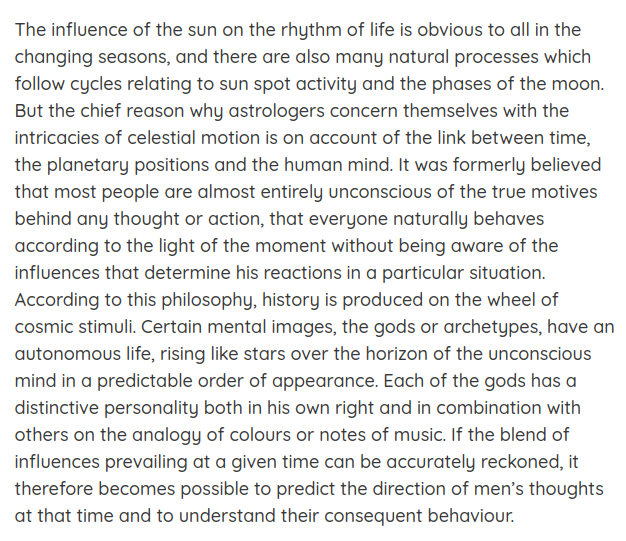 The influence of the sun on the rhythm of life is obvious to all in the
changing seasons, and there are also many natural processes which
follow cycles relating to sun spot activity and the phases of the moon.
But the chief reason why astrologers concern themselves with the
intricacies of celestial motion is on account of the link between time,
the planetary positions and the human mind. It was formerly believed
that most people are almost entirely unconscious of the true motives
behind any thought or action, that everyone naturally behaves
according to the light of the moment without being aware of the
influences that determine his reactions in a particular situation.
According to this philosophy, history is produced on the wheel of
cosmic stimuli. Certain mental images, the gods or archetypes, have an
autonomous life, rising like stars over the horizon of the unconscious
mind in a predictable order of appearance. Each of the gods has a
distinctive personality both in his own right and in combination with
others on the analogy of colours or notes of music. If the blend of
influences prevailing at a given time can be accurately reckoned, it
therefore becomes possible to predict the direction of men’s thoughts
at that time and to understand their consequent behaviour.